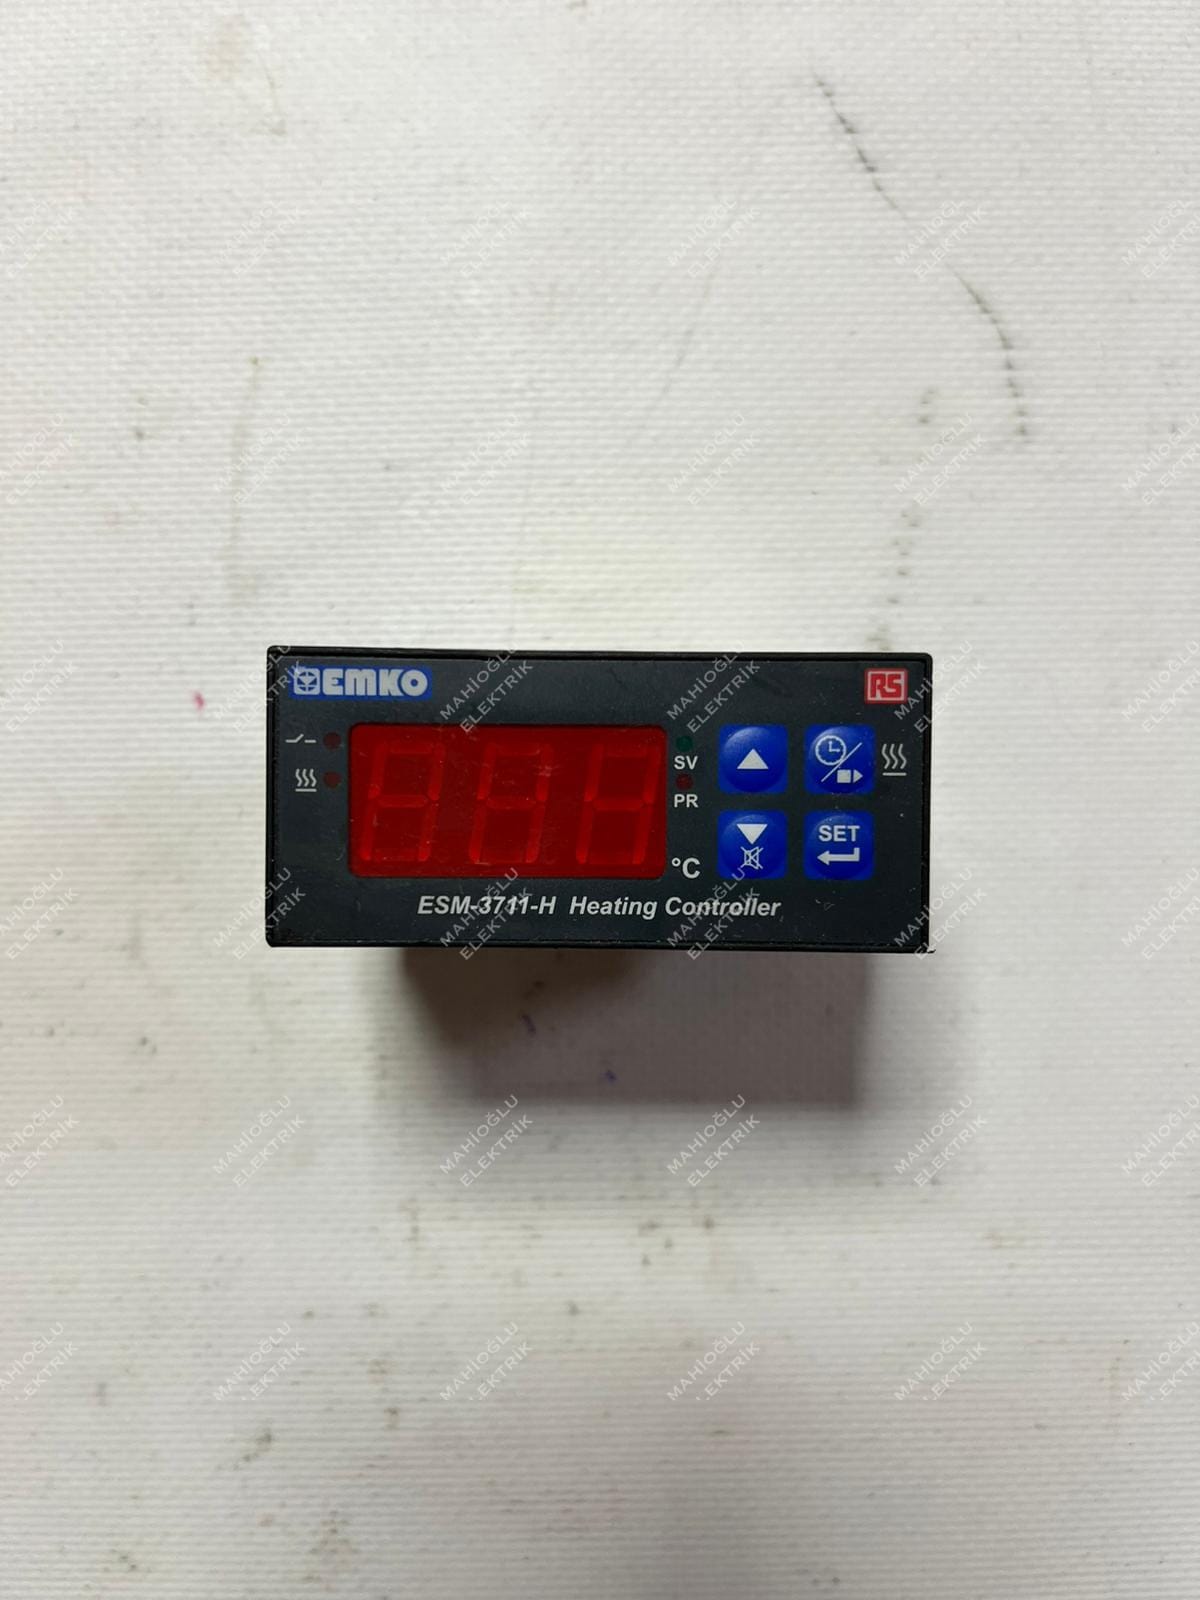 EMKO
RS
SV
PR
SET
°C
ESM-3711-H Heating Controller
MAHİOĞLU
ELEKTRİK